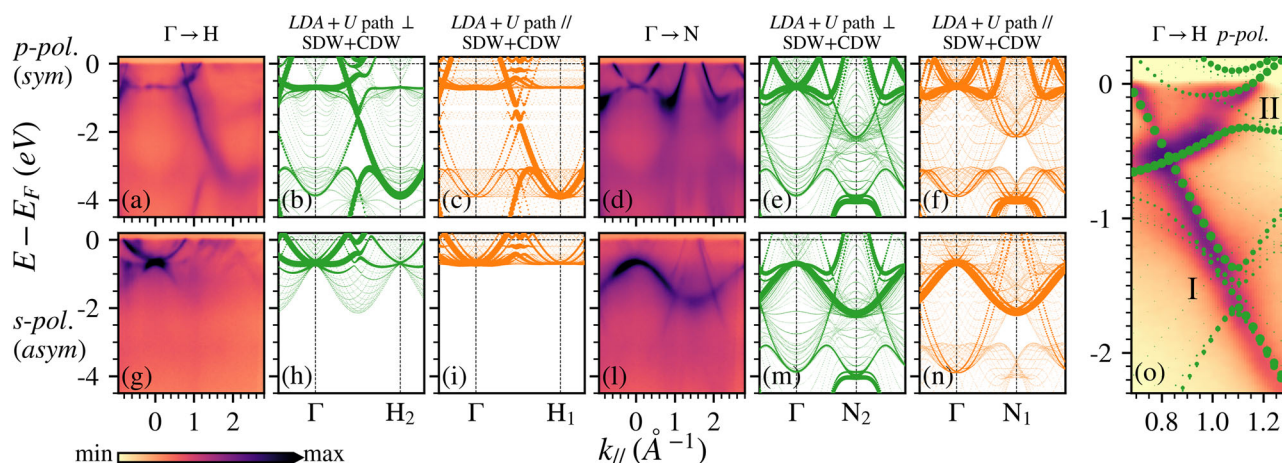 Γ → H
LDA + U path ⊥
SDW+CDW
LDA + U path //
SDW+CDW
Γ → N
LDA + U path ⊥
SDW+CDW
LDA + U path //
SDW+CDW
Γ → H p-pol.
p-pol.
(sym)
0
-2
-4
(a)
(b)
(c)
(d)
(e)
(f)
E − E_F (eV)
s-pol.
(asym)
0
-2
-4
(g)
(h)
(i)
(l)
(m)
(n)
0
-1
-2
I
II
(o)
0 1 2
Γ H₂
Γ H₁
0 1 2
Γ N₂
Γ N₁
0.8 1.0 1.2
k// (Å⁻¹)
min max